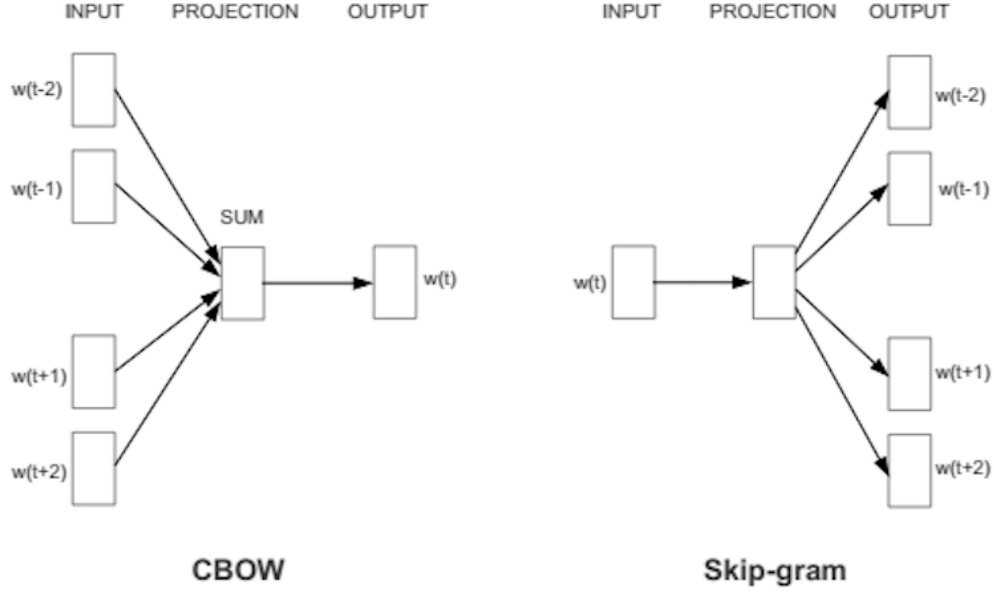 INPUT PROJECTION OUTPUT
w(t-2)
w(t-1)
SUM
w(t)
w(t+1)
w(t+2)
CBOW
INPUT PROJECTION OUTPUT
w(t-2)
w(t-1)
w(t)
w(t+1)
w(t+2)
Skip-gram